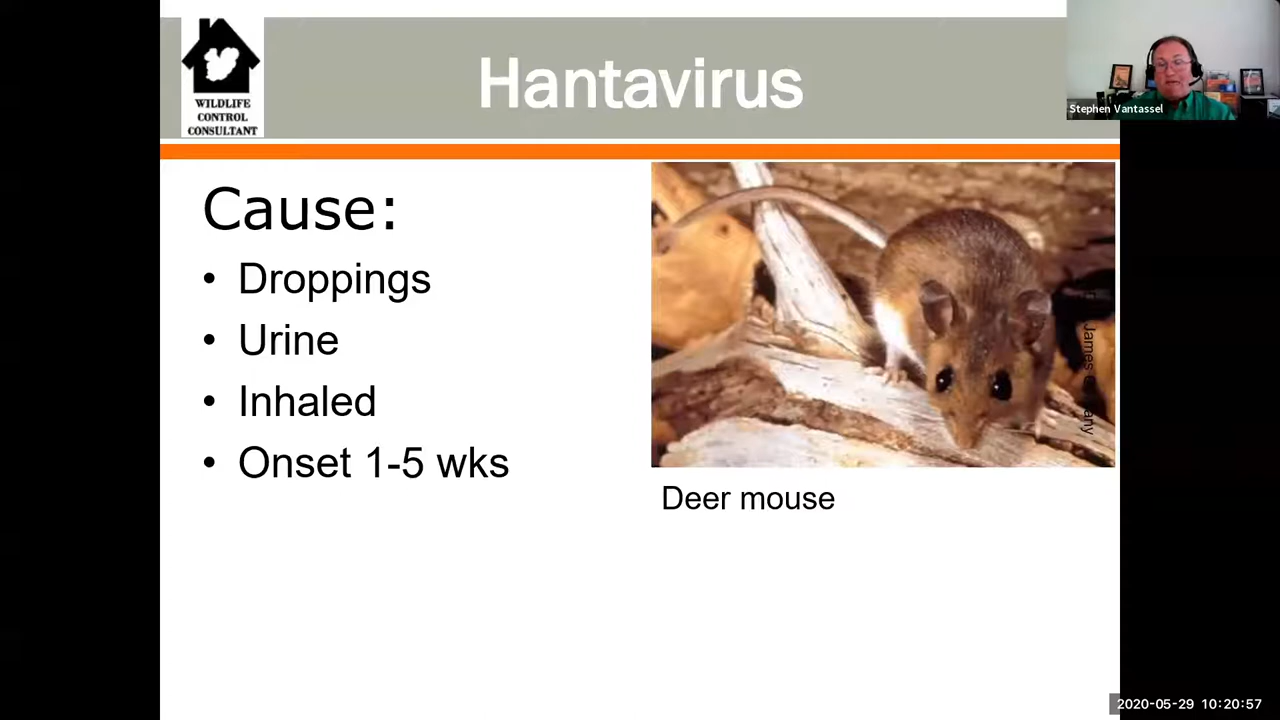 WILDLIFE
CONTROL
CONSULTANT
Hantavirus
Stephen Vantassel
Cause:
• Droppings
• Urine
• Inhaled
• Onset 1-5 wks
James
Deer mouse
2020-05-29 10:20:57